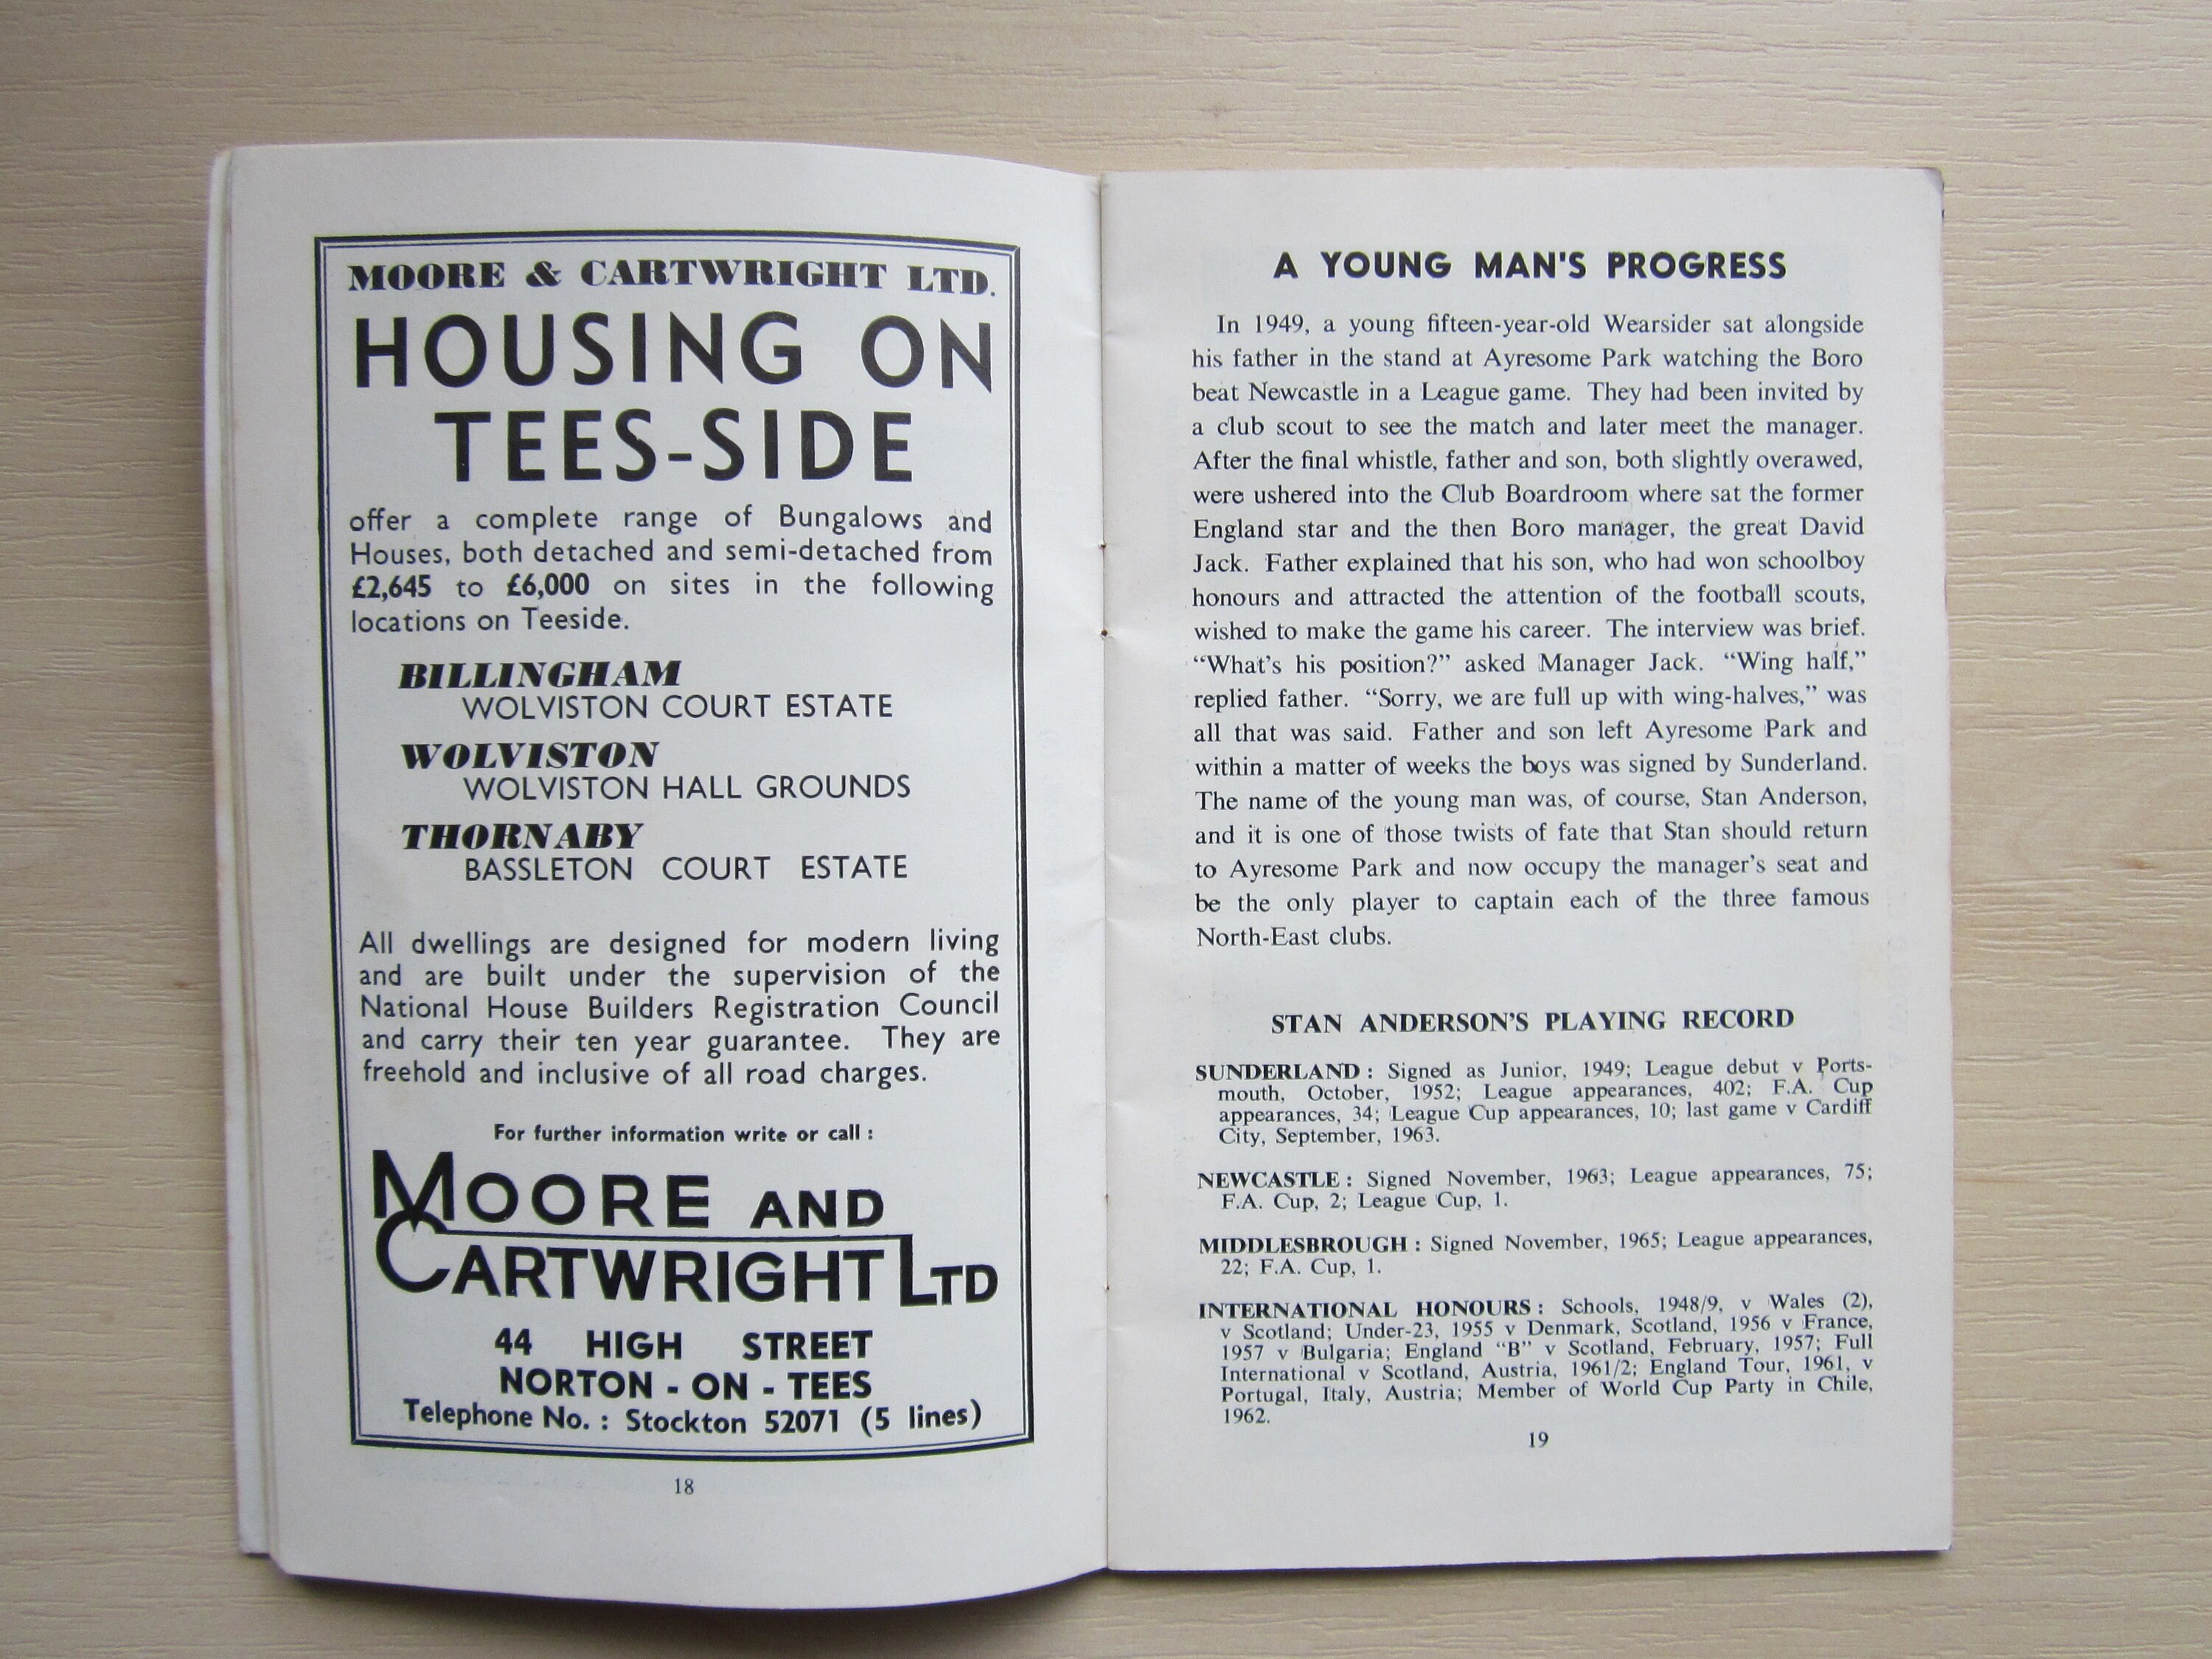 MOORE & CARTWRIGHT LTD.
HOUSING ON
TEES-SIDE
offer a complete range of Bungalows and
Houses, both detached and semi-detached from
£2,645 to £6,000 on sites in the following
locations on Teeside.
BILLINGHAM
WOLVISTON COURT ESTATE
WOLVISTON
WOLVISTON HALL GROUNDS
THORNABY
BASSLETON COURT ESTATE
All dwellings are designed for modern living
and are built under the supervision of the
National House Builders Registration Council
and carry their ten year guarantee. They are
freehold and inclusive of all road charges.
For further information write or call :
MOORE AND
CARTWRIGHT LTD
44 HIGH STREET
NORTON - ON - TEES
Telephone No. : Stockton 52071 (5 lines)
18
A YOUNG MAN'S PROGRESS
In 1949, a young fifteen-year-old Wearsider sat alongside
his father in the stand at Ayresome Park watching the Boro
beat Newcastle in a League game. They had been invited by
a club scout to see the match and later meet the manager.
After the final whistle, father and son, both slightly overawed,
were ushered into the Club Boardroom where sat the former
England star and the then Boro manager, the great David
Jack. Father explained that his son, who had won schoolboy
honours and attracted the attention of the football scouts,
wished to make the game his career. The interview was brief.
“What’s his position?” asked Manager Jack. “Wing half,”
replied father. “Sorry, we are full up with wing-halves,” was
all that was said. Father and son left Ayresome Park and
within a matter of weeks the boys was signed by Sunderland.
The name of the young man was, of course, Stan Anderson,
and it is one of those twists of fate that Stan should return
to Ayresome Park and now occupy the manager’s seat and
be the only player to captain each of the three famous
North-East clubs.
STAN ANDERSON’S PLAYING RECORD
SUNDERLAND : Signed as Junior, 1949; League debut v Ports-
mouth, October, 1952; League appearances, 402; F.A. Cup
appearances, 34; League Cup appearances, 10; last game v Cardiff
City, September, 1963.
NEWCASTLE : Signed November, 1963; League appearances, 75;
F.A. Cup, 2; League Cup, 1.
MIDDLESBROUGH : Signed November, 1965; League appearances,
22; F.A. Cup, 1.
INTERNATIONAL HONOURS : Schools, 1948/9, v Wales (2),
v Scotland; Under-23, 1955 v Denmark, Scotland, 1956 v France,
1957 v Bulgaria; England “B” v Scotland, February, 1957; Full
International v Scotland, Austria, 1961/2; England Tour, 1961, v
Portugal, Italy, Austria; Member of World Cup Party in Chile,
1962.
19